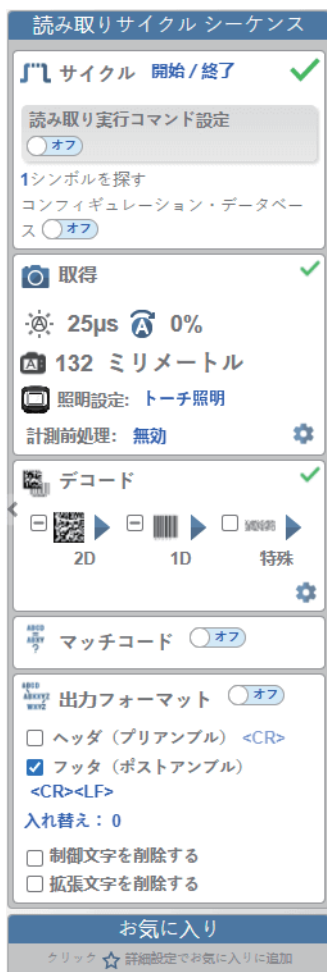 読み取りサイクル シーケンス
サイクル 開始 / 終了
読み取り実行コマンド設定
オフ
1シンボルを探す
コンフィギュレーション・データベー
ス オフ
取得
25µs 0%
132 ミリメートル
照明設定: トーチ照明
計測前処理: 無効
デコード
2D 1D 特殊
マッチコード オフ
出力フォーマット オフ
ヘッダ（プリアンブル） <CR>
フッタ（ポストアンブル）
<CR><LF>
入れ替え： 0
制御文字を削除する
拡張文字を削除する
お気に入り
クリック 詳細設定でお気に入りに追加